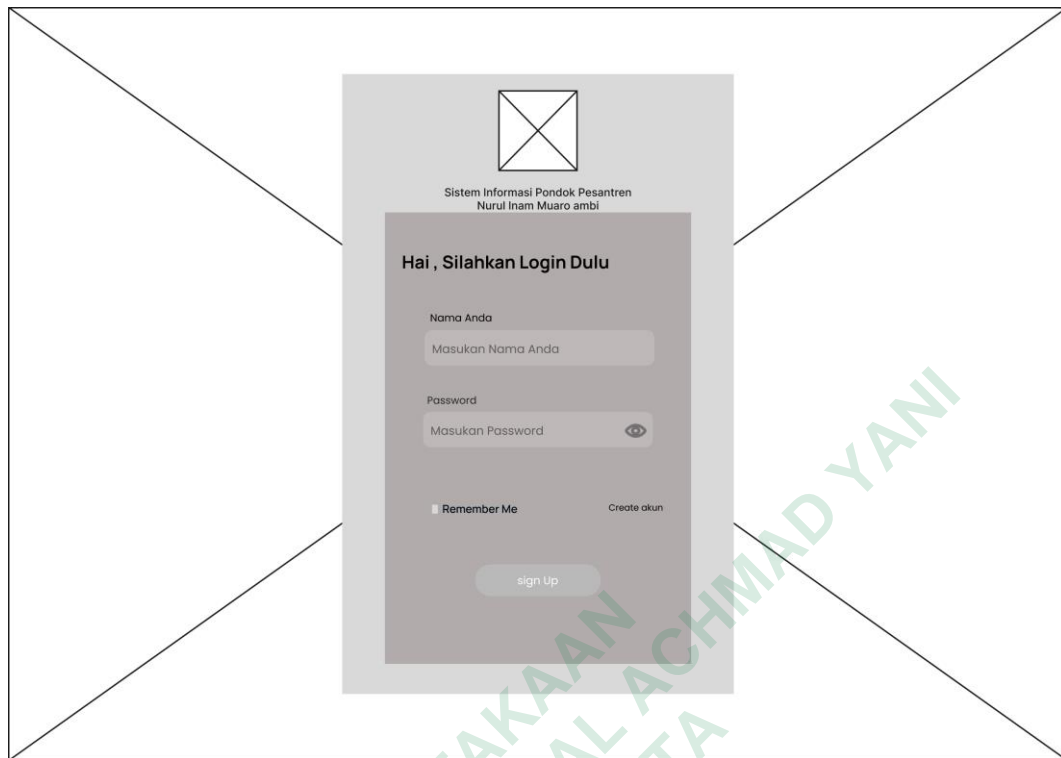 Sistem Informasi Pondok Pesantren
Nurul Inam Muaro ambi
Hai , Silahkan Login Dulu
Nama Anda
Masukan Nama Anda
Password
Masukan Password
Remember Me
Create akun
sign Up
ACHMAD YANI